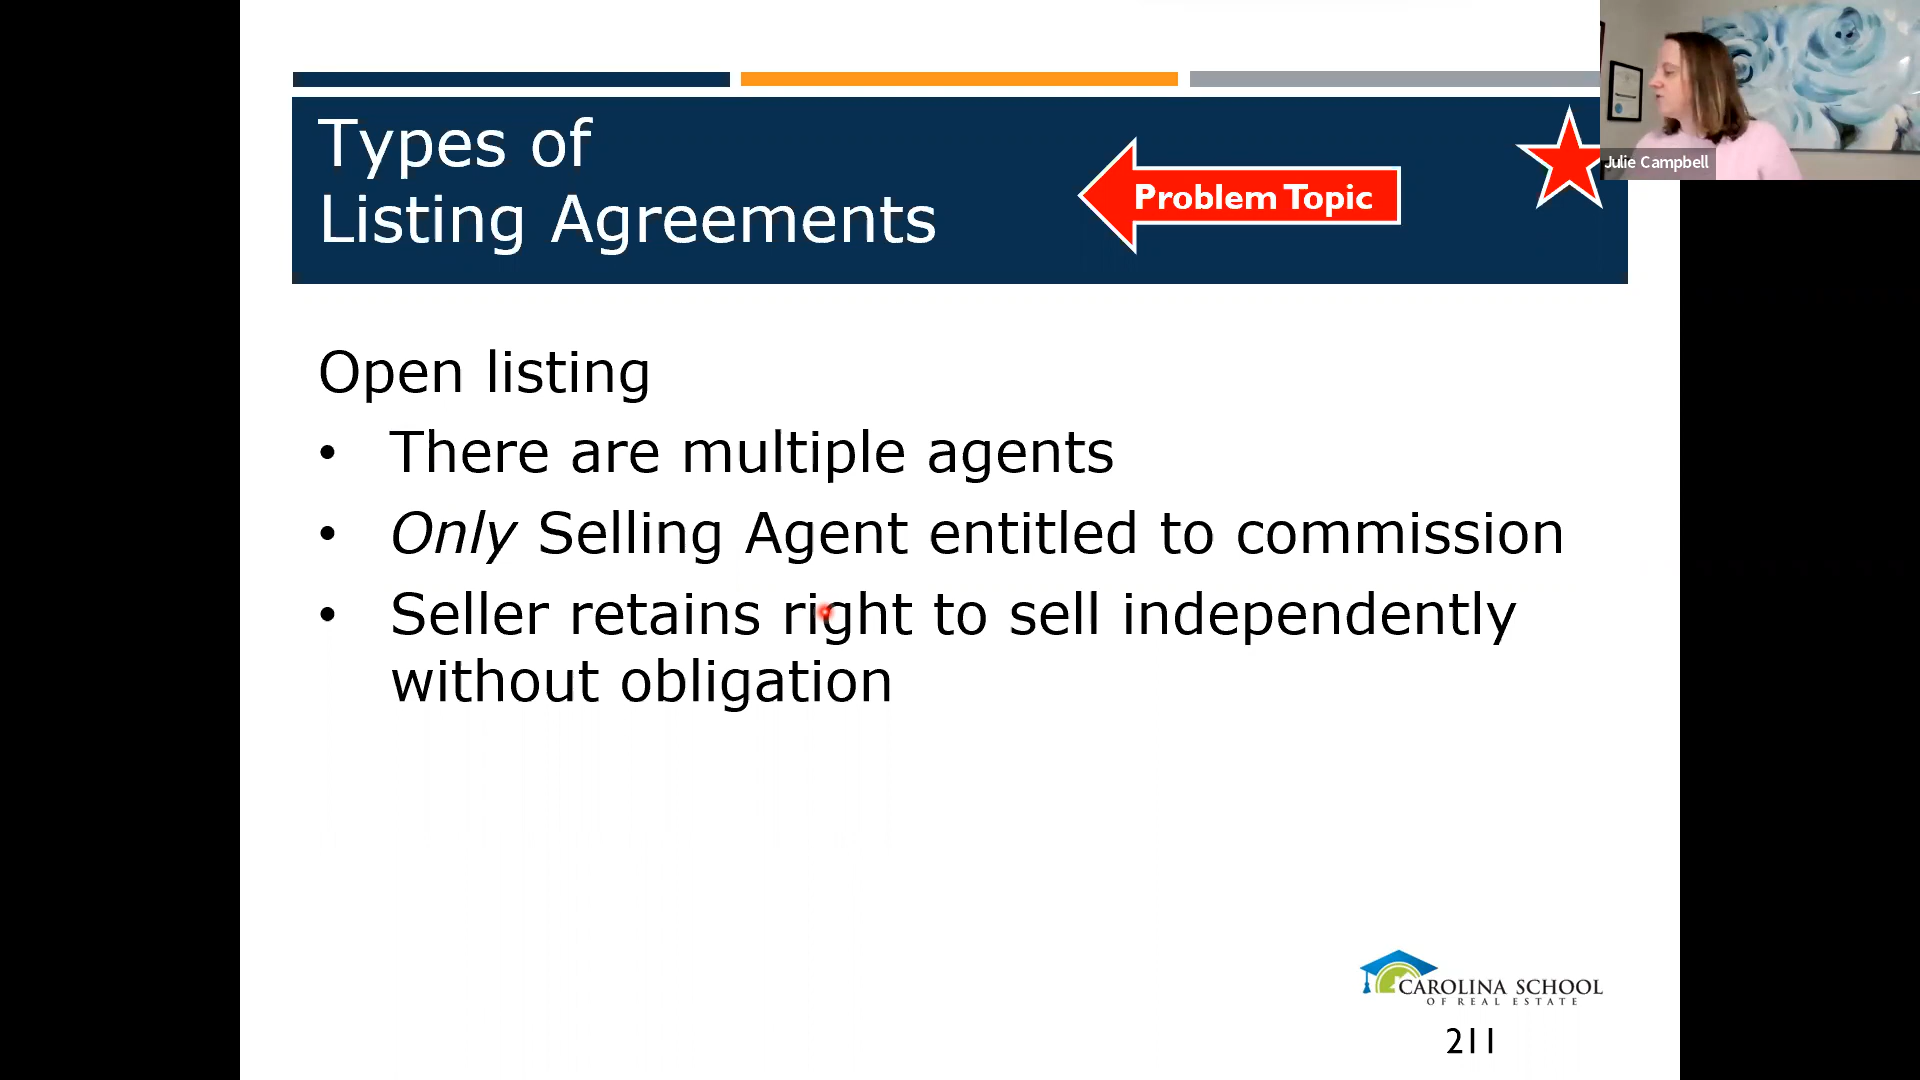 Types of
Listing Agreements
Problem Topic
Julie Campbell
Open listing
• There are multiple agents
• Only Selling Agent entitled to commission
• Seller retains right to sell independently
without obligation
CAROLINA SCHOOL
OF REAL ESTATE
211